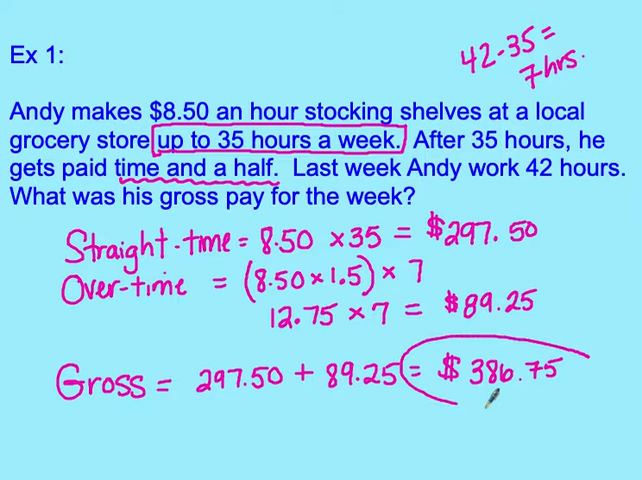 Ex 1:
42-35=
7hrs.
Andy makes $8.50 an hour stocking shelves at a local
grocery store up to 35 hours a week. After 35 hours, he
gets paid time and a half. Last week Andy work 42 hours.
What was his gross pay for the week?
Straight-time = 8.50 ×35 = $297.50
Over-time = (8.50×1.5) × 7
12.75 ×7 = $89.25
Gross = 297.50 + 89.25 = $386.75